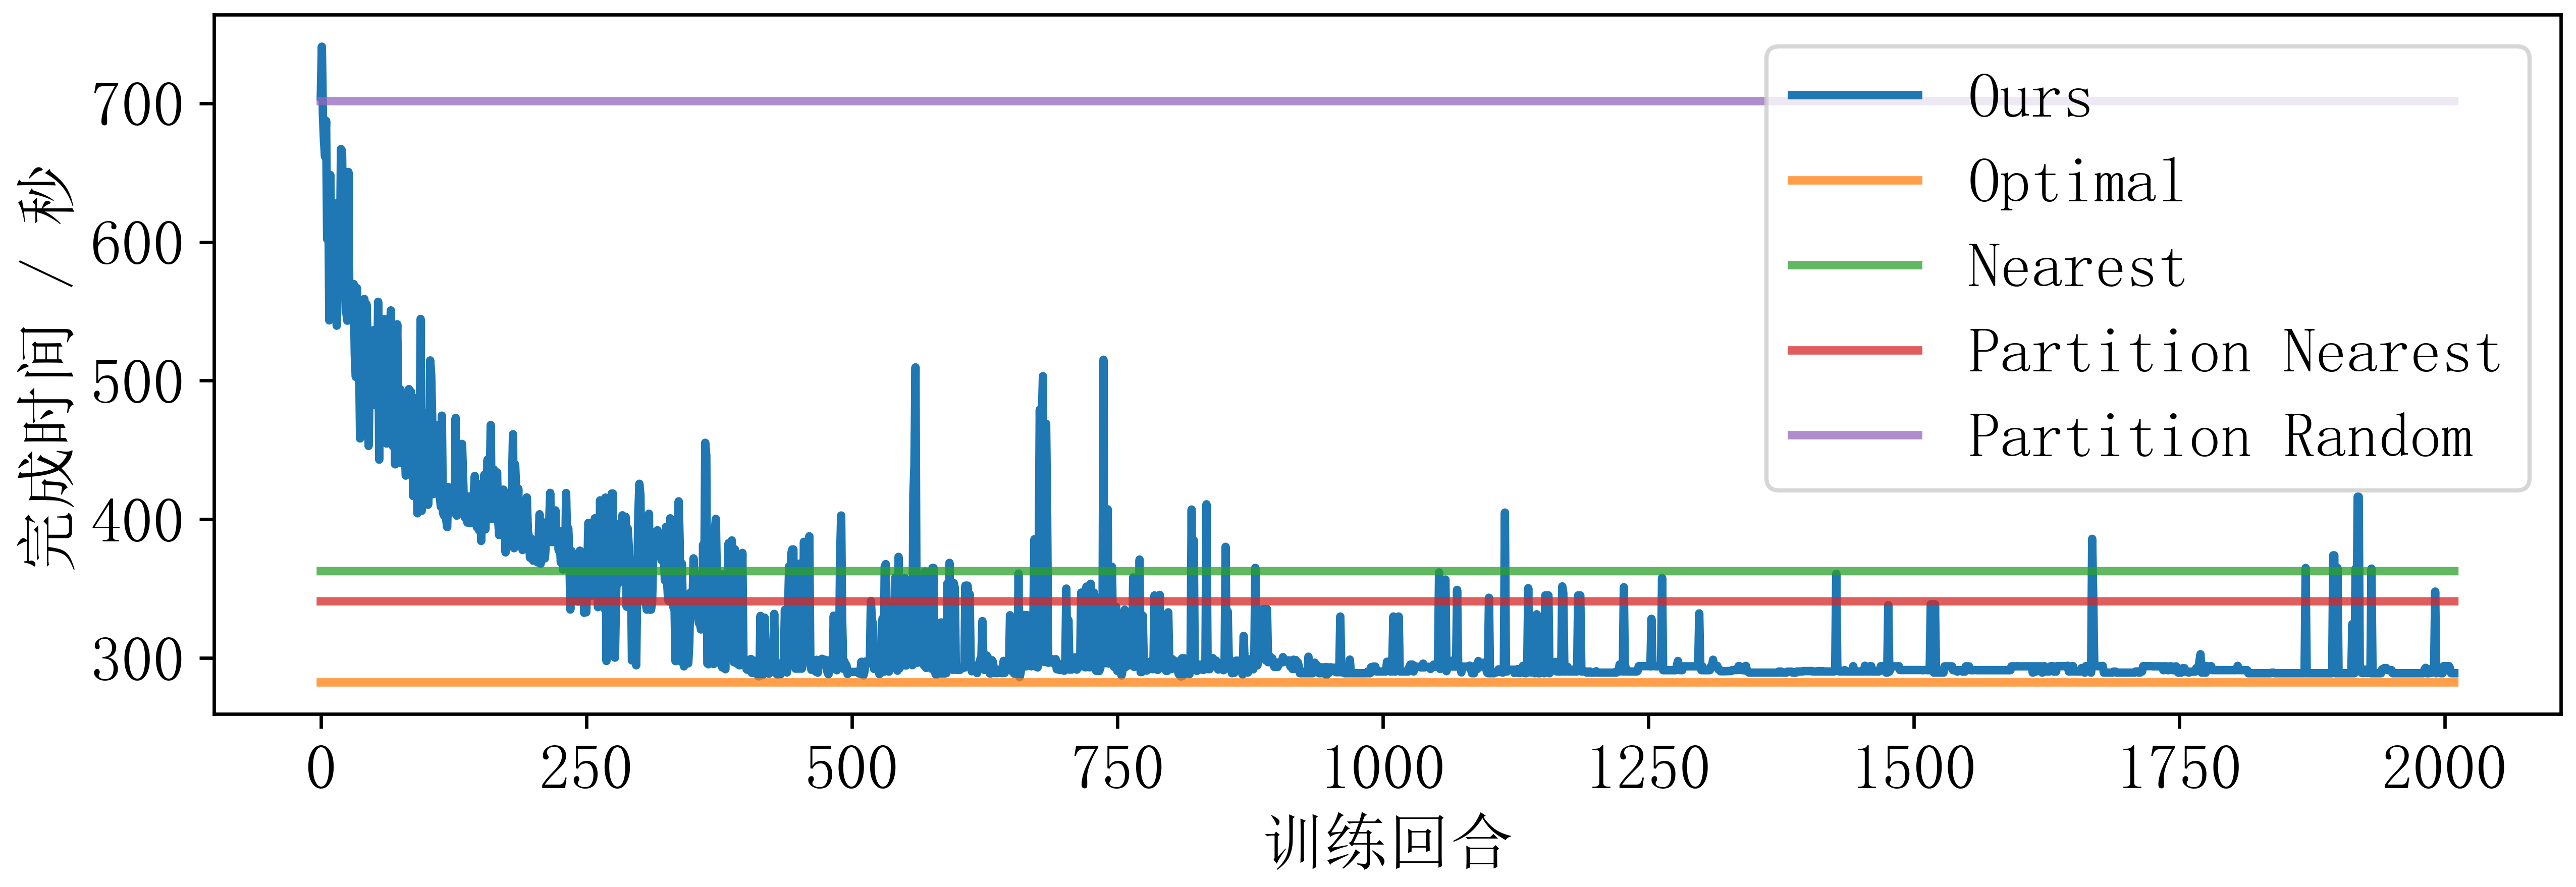 完成时间 / 秒
700
600
500
400
300
Ours
Optimal
Nearest
Partition Nearest
Partition Random
0 250 500 750 1000 1250 1500 1750 2000
训练回合